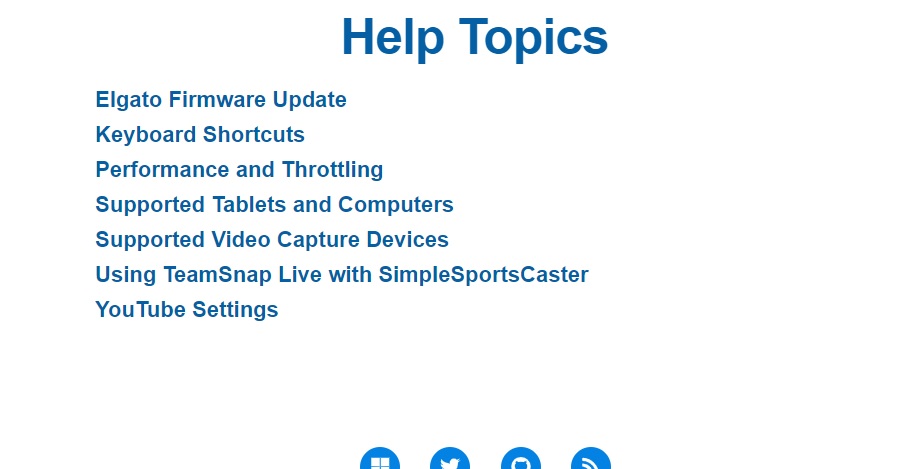 Help Topics
Elgato Firmware Update
Keyboard Shortcuts
Performance and Throttling
Supported Tablets and Computers
Supported Video Capture Devices
Using TeamSnap Live with SimpleSportsCaster
YouTube Settings